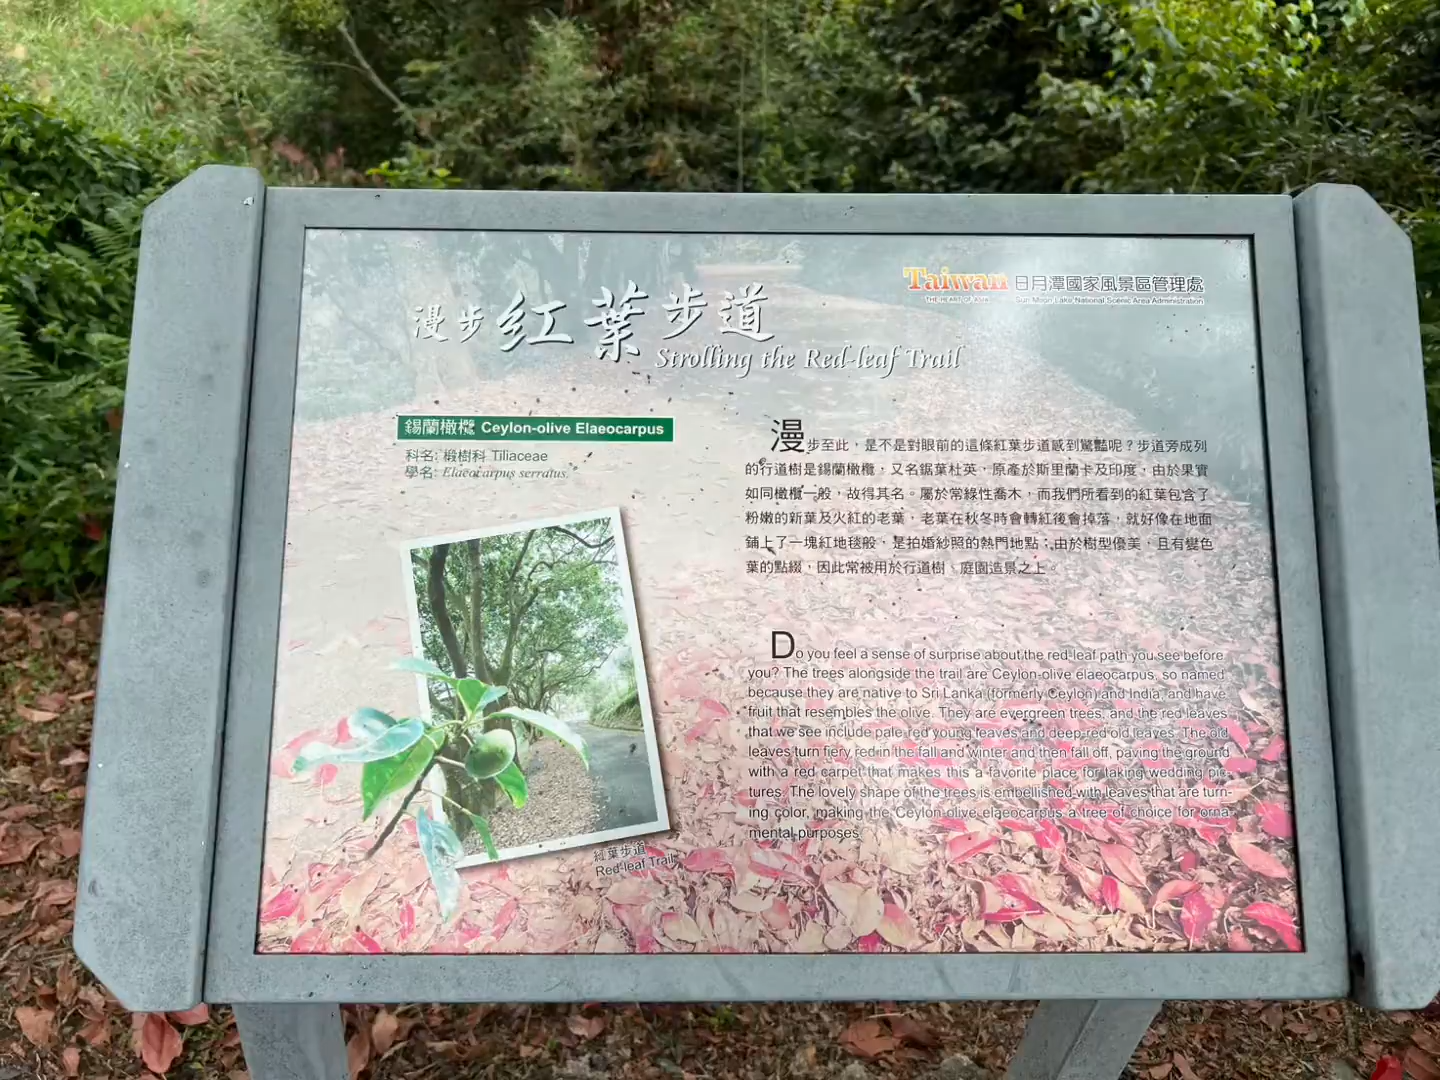 漫步紅葉步道
Strolling the Red-leaf Trail
Taiwan
THE HEART OF ASIA
日月潭國家風景區管理處
Sun Moon Lake National Scenic Area Administration
錫蘭橄欖 Ceylon-olive Elaeocarpus
科名: 椴樹科 Tiliaceae
學名: Elaeocarpus serratus.
漫步至此，是不是對眼前的這條紅葉步道感到驚豔呢？步道旁成列
的行道樹是錫蘭橄欖，又名鋸葉杜英，原產於斯里蘭卡及印度，由於果實
如同橄欖一般，故得其名。屬於常綠性喬木，而我們所看到的紅葉包含了
粉嫩的新葉及火紅的老葉，老葉在秋冬時會轉紅後會掉落，就好像在地面
鋪上了一塊紅地毯般，是拍婚紗照的熱門地點；由於樹型優美，且有變色
葉的點綴，因此常被用於行道樹、庭園造景之上。
Do you feel a sense of surprise about the red-leaf path you see before
you? The trees alongside the trail are Ceylon-olive elaeocarpus, so named
because they are native to Sri Lanka (formerly Ceylon) and India, and have
fruit that resembles the olive. They are evergreen trees, and the red leaves
that we see include pale-red young leaves and deep-red old leaves. The old
leaves turn fiery red in the fall and winter and then fall off, paving the ground
with a red carpet that makes this a favorite place for taking wedding pic-
tures. The lovely shape of the trees is embellished with leaves that are turn-
ing color, making the Ceylon-olive elaeocarpus a tree of choice for orna-
mental purposes.
紅葉步道
Red-leaf Trail